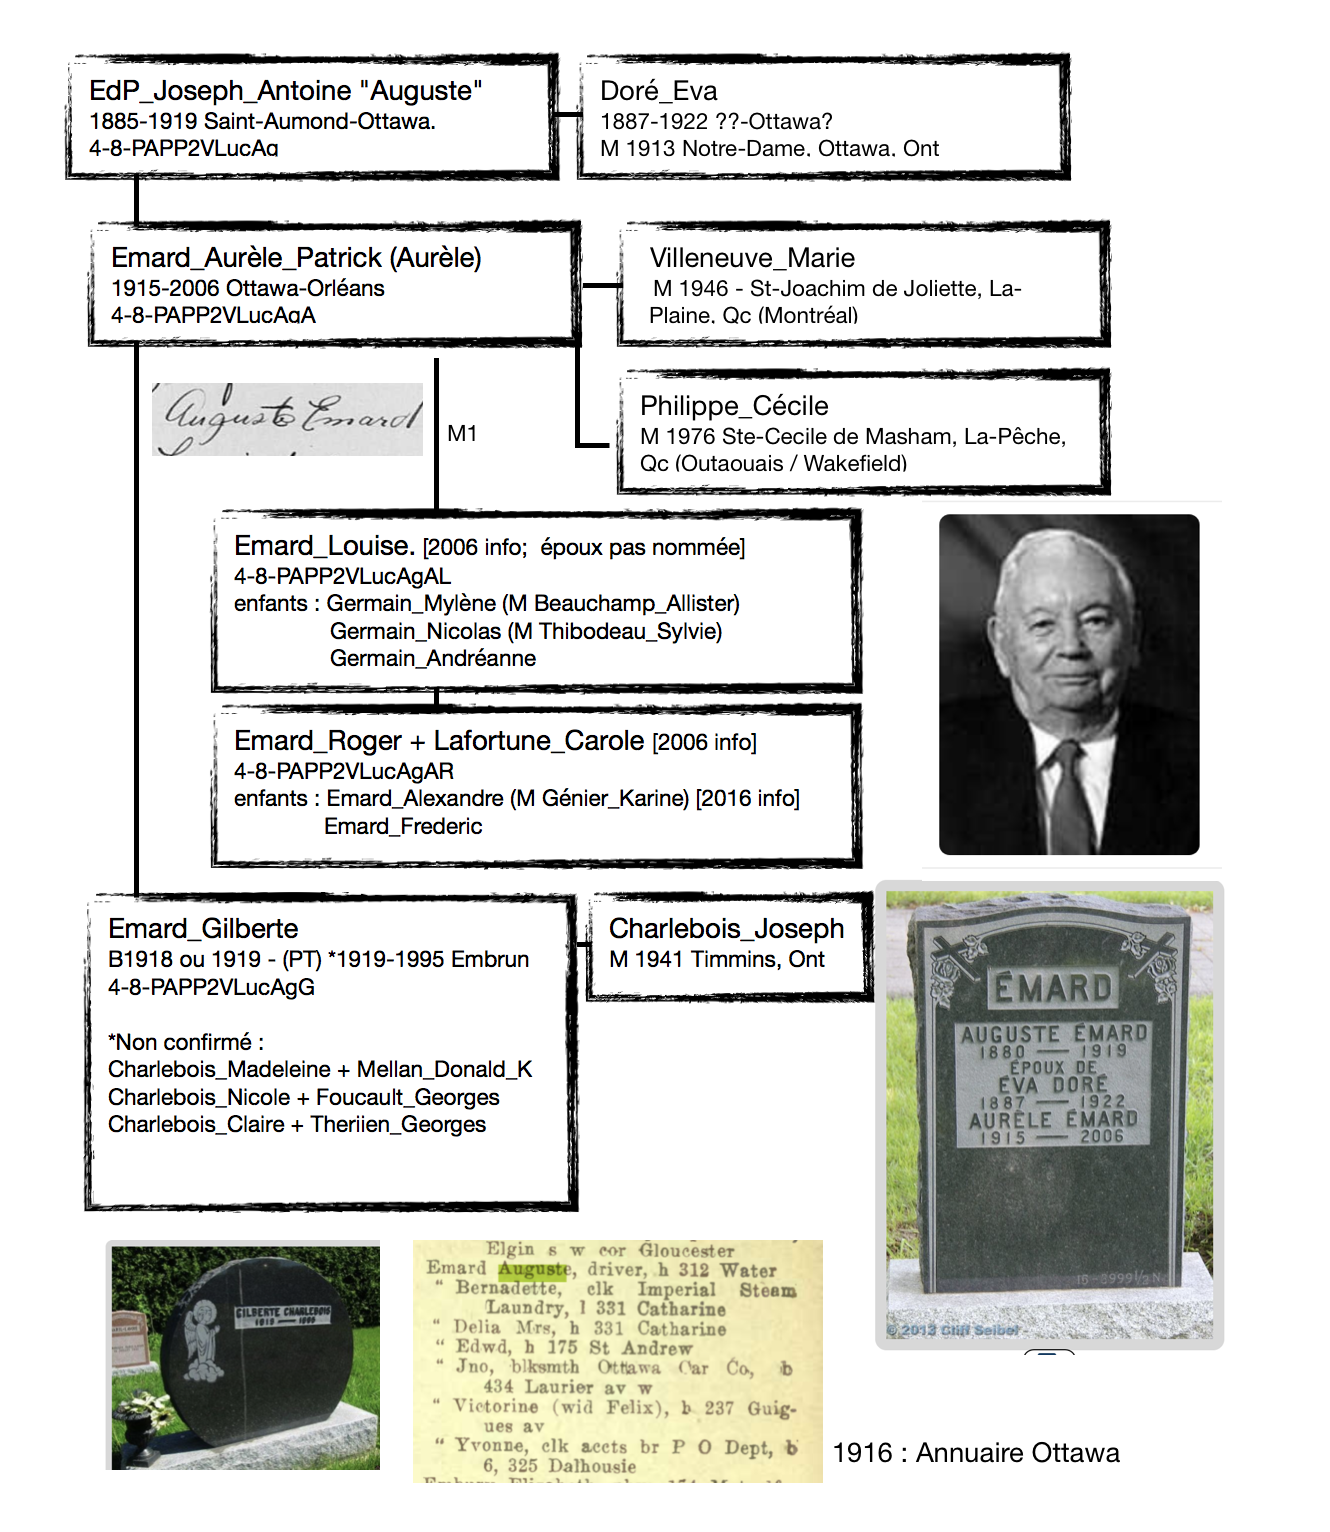 EdP_Joseph_Antoine "Auguste"
1885-1919 Saint-Aumond-Ottawa.
4-8-PAPP2VLucAg
Doré_Eva
1887-1922 ??-Ottawa?
M 1913 Notre-Dame, Ottawa, Ont
Emard_Aurèle_Patrick (Aurèle)
1915-2006 Ottawa-Orléans
4-8-PAPP2VLucAgA
Villeneuve_Marie
M 1946 - St-Joachim de Joliette, La-
Plaine, Qc (Montréal)
Philippe_Cécile
M 1976 Ste-Cecile de Masham, La-Pêche,
Qc (Outaouais / Wakefield)
Auguste Emard
M1
Emard_Louise. [2006 info;  époux pas nommée]
4-8-PAPP2VLucAgAL
enfants : Germain_Mylène (M Beauchamp_Allister)
Germain_Nicolas (M Thibodeau_Sylvie)
Germain_Andréanne
Emard_Roger + Lafortune_Carole [2006 info]
4-8-PAPP2VLucAgAR
enfants : Emard_Alexandre (M Génier_Karine) [2016 info]
Emard_Frederic
Emard_Gilberte
B1918 ou 1919 - (PT) *1919-1995 Embrun
4-8-PAPP2VLucAgG
*Non confirmé :
Charlebois_Madeleine + Mellan_Donald_K
Charlebois_Nicole + Foucault_Georges
Charlebois_Claire + Theriien_Georges
Charlebois_Joseph
M 1941 Timmins, Ont
ÉMARD
AUGUSTE ÉMARD
1880 — 1919
ÉPOUX DE
ÉVA DORÉ
1887 — 1922
AURÈLE ÉMARD
1915 — 2006
© 2013 Cliff Seibel
GILBERTE CHARLEBOIS
Elgin s w cor Gloucester
Emard Auguste, driver, h 312 Water
" Bernadette, clk Imperial Steam
Laundry, l 331 Catharine
" Delia Mrs, h 331 Catharine
" Edwd, h 175 St Andrew
" Jno, blksmth Ottawa Car Co, b
434 Laurier av w
" Victorine (wid Felix), b 237 Guig-
ues av
" Yvonne, clk accts br P O Dept, b
6, 325 Dalhousie
1916 : Annuaire Ottawa